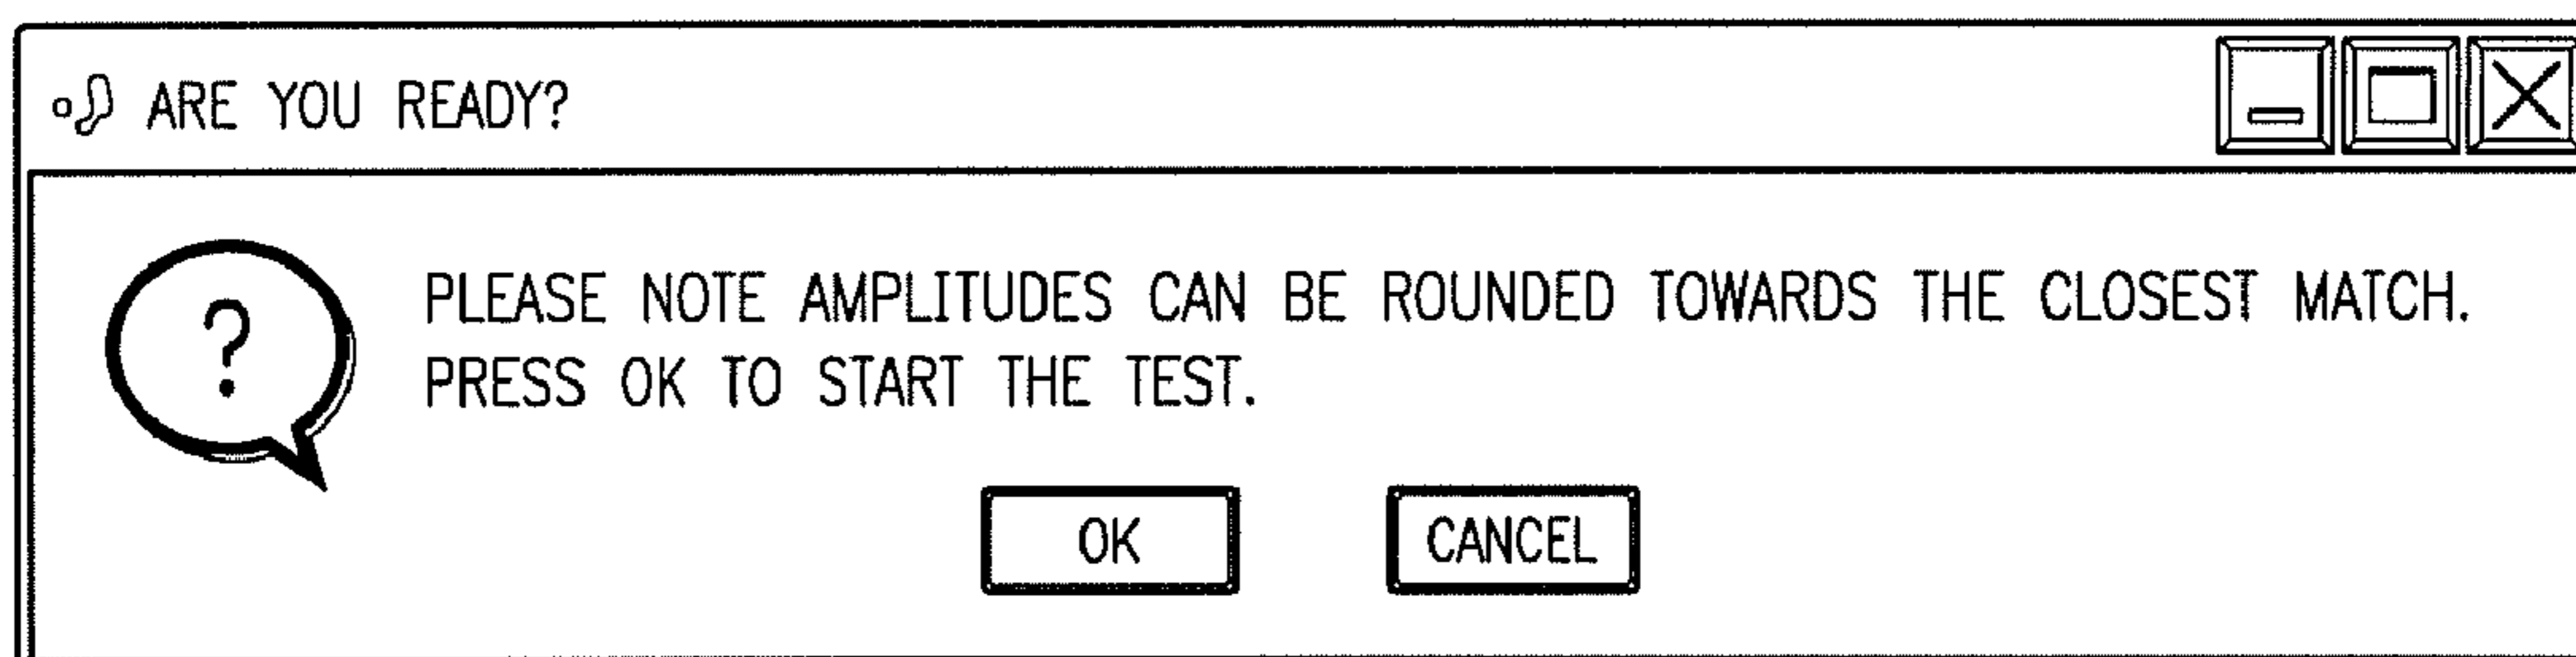 ARE YOU READY?
PLEASE NOTE AMPLITUDES CAN BE ROUNDED TOWARDS THE CLOSEST MATCH.
PRESS OK TO START THE TEST.
OK CANCEL